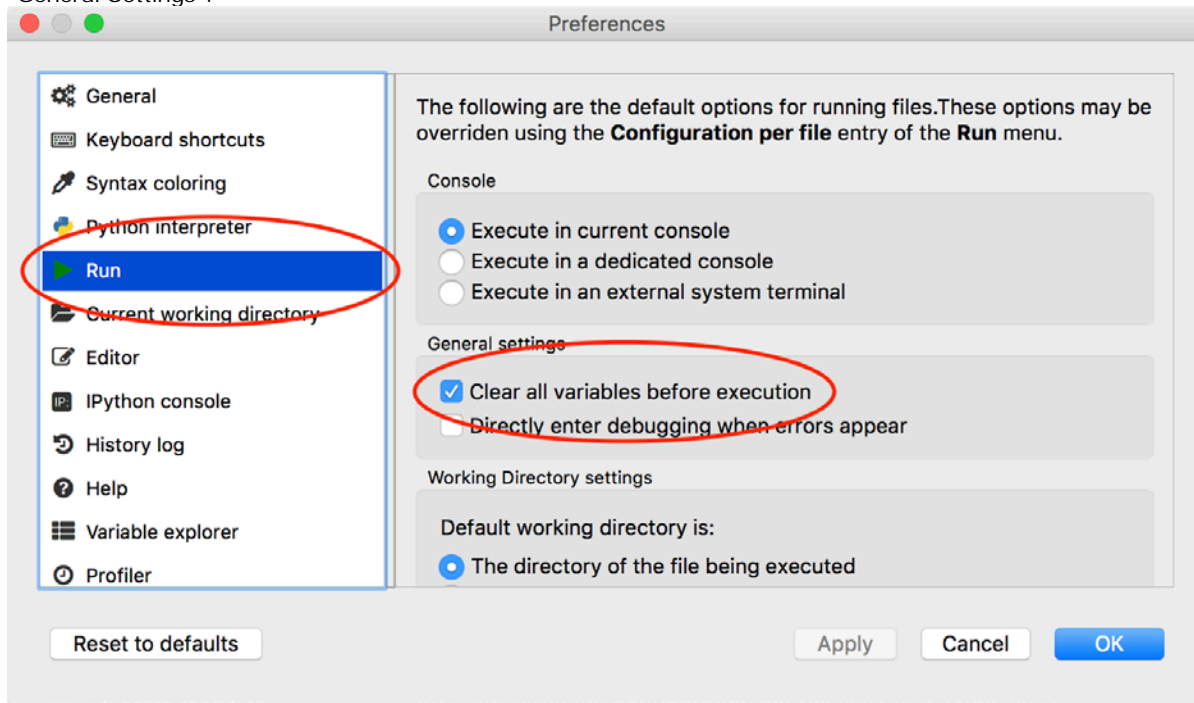 Preferences
General
Keyboard shortcuts
Syntax coloring
Python interpreter
Run
Current working directory
Editor
IPython console
History log
Help
Variable explorer
Profiler
The following are the default options for running files.These options may be
overriden using the Configuration per file entry of the Run menu.
Console
Execute in current console
Execute in a dedicated console
Execute in an external system terminal
General settings
Clear all variables before execution
Directly enter debugging when errors appear
Working Directory settings
Default working directory is:
The directory of the file being executed
Reset to defaults
Apply
Cancel
OK